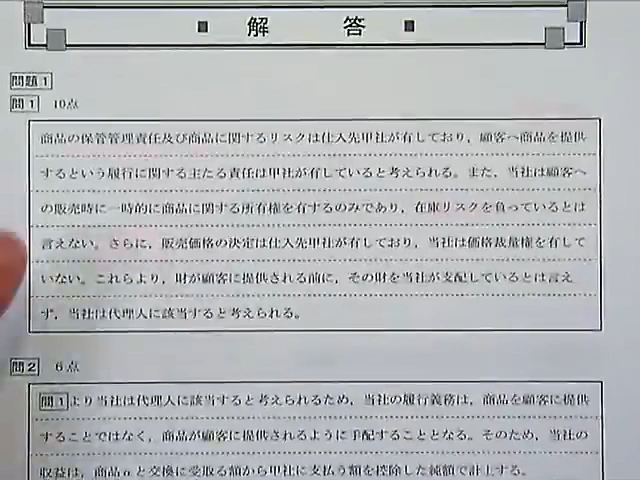 解 答
問題1
問1 10点
商品の保管管理責任及び商品に関するリスクは仕入先甲社が有しており，顧客へ商品を提供
するという履行に関する主たる責任は甲社が有していると考えられる。また，当社は顧客へ
の販売時に一時的に商品に関する所有権を有するのみであり，在庫リスクを負っているとは
言えない。さらに，販売価格の決定は仕入先甲社が有しており，当社は価格裁量権を有して
いない。これらより，財が顧客に提供される前に，その財を当社が支配しているとは言え
ず，当社は代理人に該当すると考えられる。
問2 6点
問1より当社は代理人に該当すると考えられるため，当社の履行義務は，商品を顧客に提供
することではなく，商品が顧客に提供されるように手配することとなる。そのため，当社の
収益は，商品αと交換に受取る額から甲社に支払う額を控除した純額で計上する。